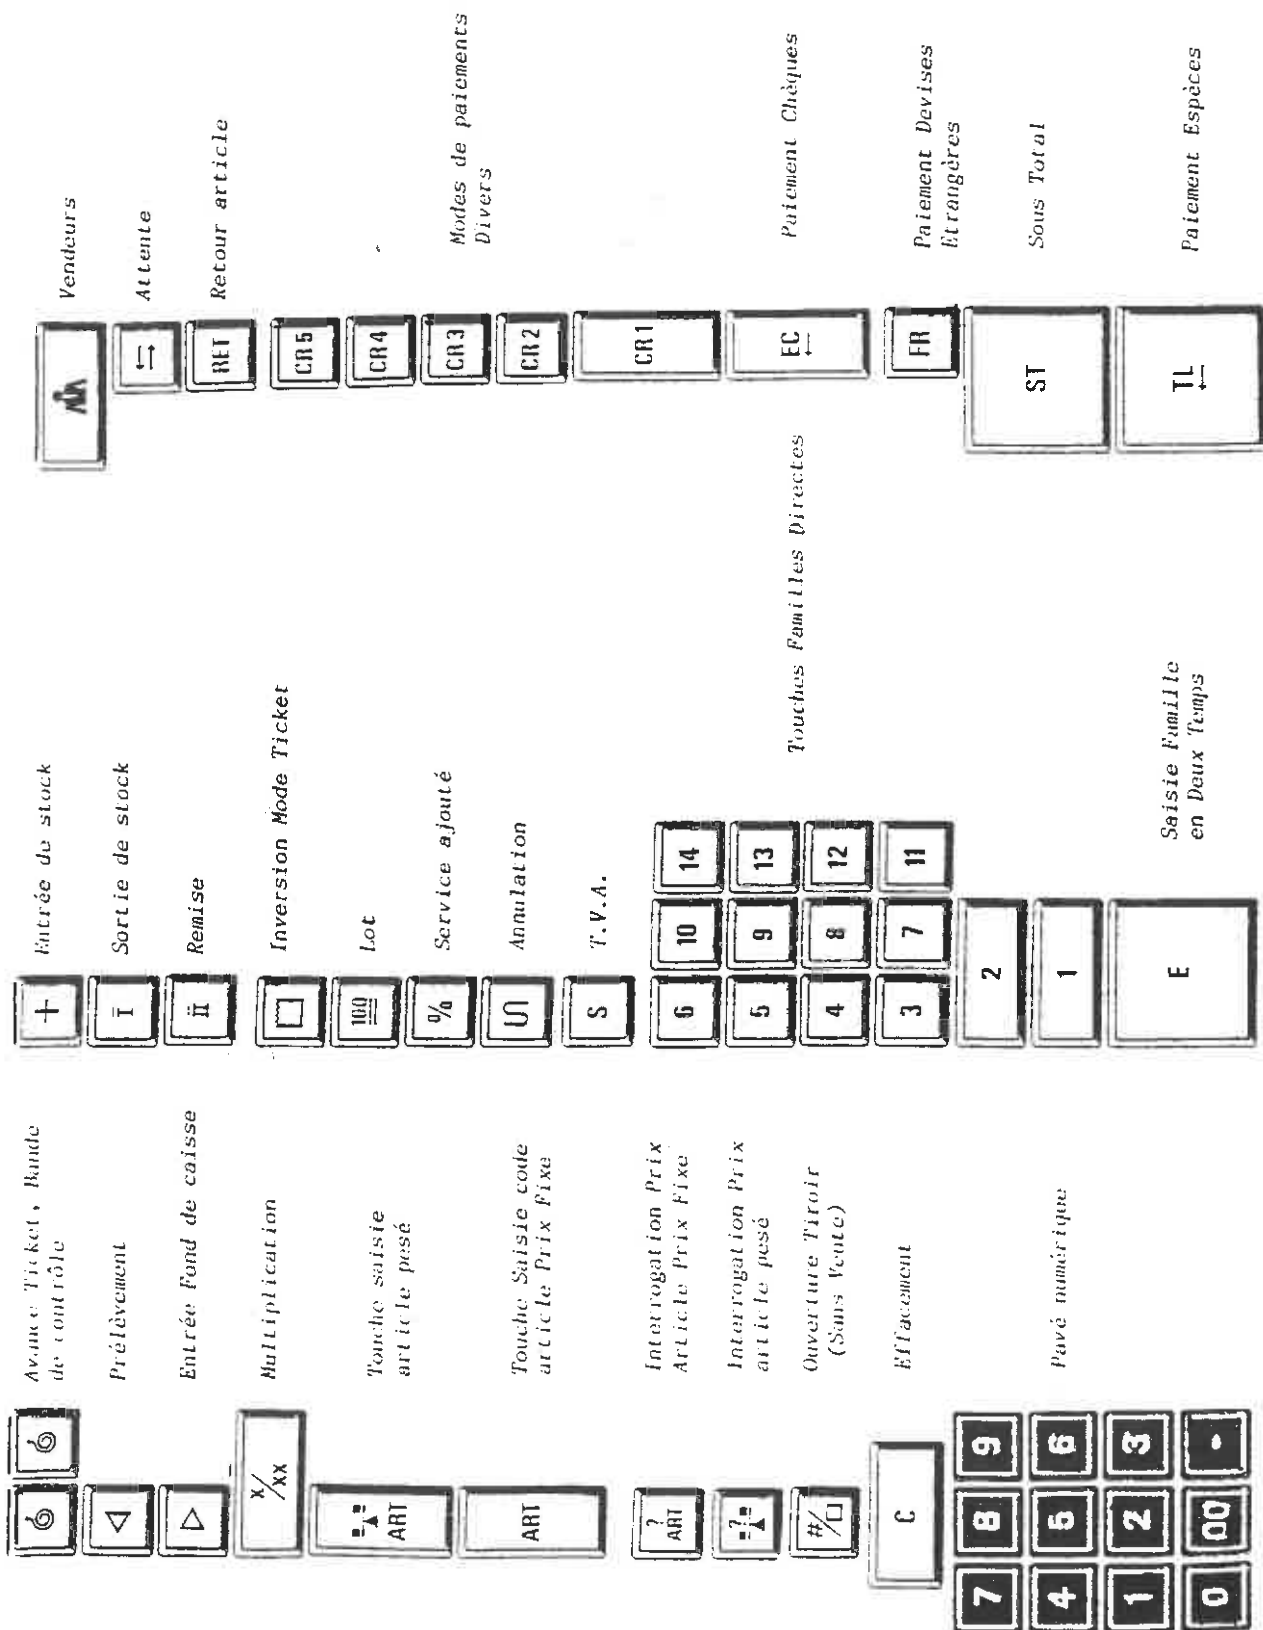 Avance Ticket, Bande
de contrôle
Prélèvement
Entrée Fond de caisse
x/xx
Multiplication
ART
Touche saisie
article pesé
ART
Touche Saisie code
article Prix Fixe
?
ART
Interrogation Prix
Article Prix Fixe
?
Interrogation Prix
article pesé
#/□
Ouverture Tiroir
(Sans Vente)
C
Effacement
7 8 9
4 5 6
1 2 3
0 00 •
Pavé numérique
+
Entrée de stock
I
Sortie de stock
II
Remise
Inversion Mode Ticket
100
Lot
%
Service ajouté
Annulation
S
T.V.A.
6 10 14
5 9 13
4 8 12
3 7 11
2
1
Touches Familles Directes
E
Saisie Famille
en Deux Temps
Vendeurs
Attente
RET
Retour article
CR5
CR4
CR3
CR2
CR1
Modes de paiements
Divers
EC
Paiement Chèques
FR
Paiement Devises
Etrangères
ST
Sous Total
TL
Paiement Espèces